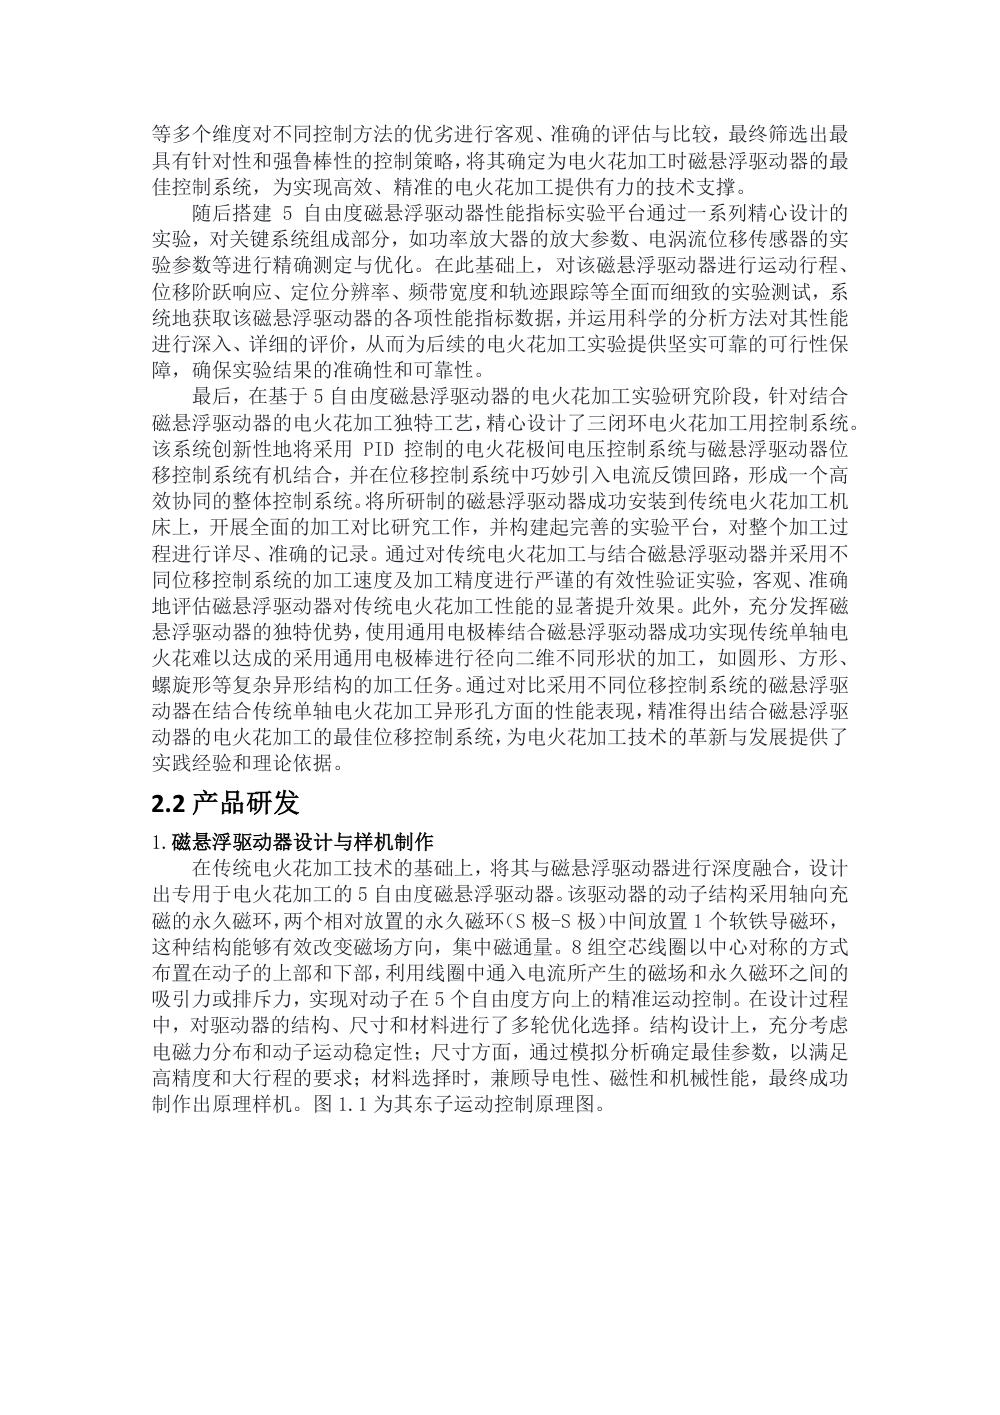 等多个维度对不同控制方法的优劣进行客观、准确的评估与比较，最终筛选出最
具有针对性和强鲁棒性的控制策略，将其确定为电火花加工时磁悬浮驱动器的最
佳控制系统，为实现高效、精准的电火花加工提供有力的技术支撑。
随后搭建 5 自由度磁悬浮驱动器性能指标实验平台通过一系列精心设计的
实验，对关键系统组成部分，如功率放大器的放大参数、电涡流位移传感器的实
验参数等进行精确测定与优化。在此基础上，对该磁悬浮驱动器进行运动行程、
位移阶跃响应、定位分辨率、频带宽度和轨迹跟踪等全面而细致的实验测试，系
统地获取该磁悬浮驱动器的各项性能指标数据，并运用科学的分析方法对其性能
进行深入、详细的评价，从而为后续的电火花加工实验提供坚实可靠的可行性保
障，确保实验结果的准确性和可靠性。
最后，在基于 5 自由度磁悬浮驱动器的电火花加工实验研究阶段，针对结合
磁悬浮驱动器的电火花加工独特工艺，精心设计了三闭环电火花加工用控制系统。
该系统创新性地将采用 PID 控制的电火花极间电压控制系统与磁悬浮驱动器位
移控制系统有机结合，并在位移控制系统中巧妙引入电流反馈回路，形成一个高
效协同的整体控制系统。将所研制的磁悬浮驱动器成功安装到传统电火花加工机
床上，开展全面的加工对比研究工作，并构建起完善的实验平台，对整个加工过
程进行详尽、准确的记录。通过对传统电火花加工与结合磁悬浮驱动器并采用不
同位移控制系统的加工速度及加工精度进行严谨的有效性验证实验，客观、准确
地评估磁悬浮驱动器对传统电火花加工性能的显著提升效果。此外，充分发挥磁
悬浮驱动器的独特优势，使用通用电极棒结合磁悬浮驱动器成功实现传统单轴电
火花难以达成的采用通用电极棒进行径向二维不同形状的加工，如圆形、方形、
螺旋形等复杂异形结构的加工任务。通过对比采用不同位移控制系统的磁悬浮驱
动器在结合传统单轴电火花加工异形孔方面的性能表现，精准得出结合磁悬浮驱
动器的电火花加工的最佳位移控制系统，为电火花加工技术的革新与发展提供了
实践经验和理论依据。
2.2 产品研发
1. 磁悬浮驱动器设计与样机制作
在传统电火花加工技术的基础上，将其与磁悬浮驱动器进行深度融合，设计
出专用于电火花加工的 5 自由度磁悬浮驱动器。该驱动器的动子结构采用轴向充
磁的永久磁环，两个相对放置的永久磁环（S 极-S 极）中间放置 1 个软铁导磁环，
这种结构能够有效改变磁场方向，集中磁通量。8 组空芯线圈以中心对称的方式
布置在动子的上部和下部，利用线圈中通入电流所产生的磁场和永久磁环之间的
吸引力或排斥力，实现对动子在 5 个自由度方向上的精准运动控制。在设计过程
中，对驱动器的结构、尺寸和材料进行了多轮优化选择。结构设计上，充分考虑
电磁力分布和动子运动稳定性；尺寸方面，通过模拟分析确定最佳参数，以满足
高精度和大行程的要求；材料选择时，兼顾导电性、磁性和机械性能，最终成功
制作出原理样机。图 1.1 为其东子运动控制原理图。